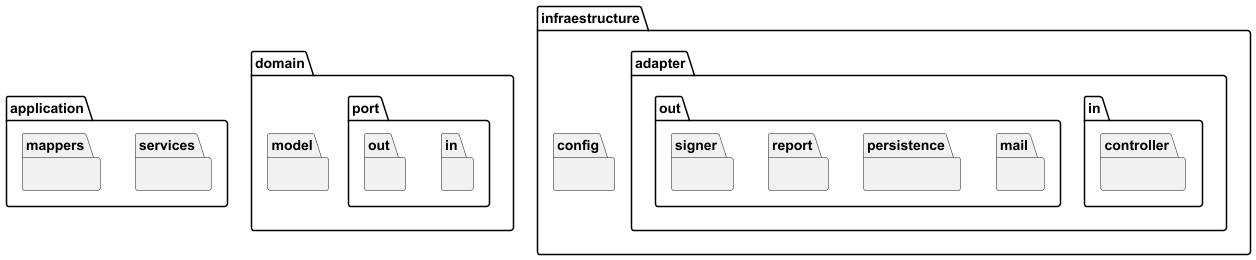 infraestructure
domain
adapter
application
port
out
in
mappers
services
model
out
in
config
signer
report
persistence
mail
controller